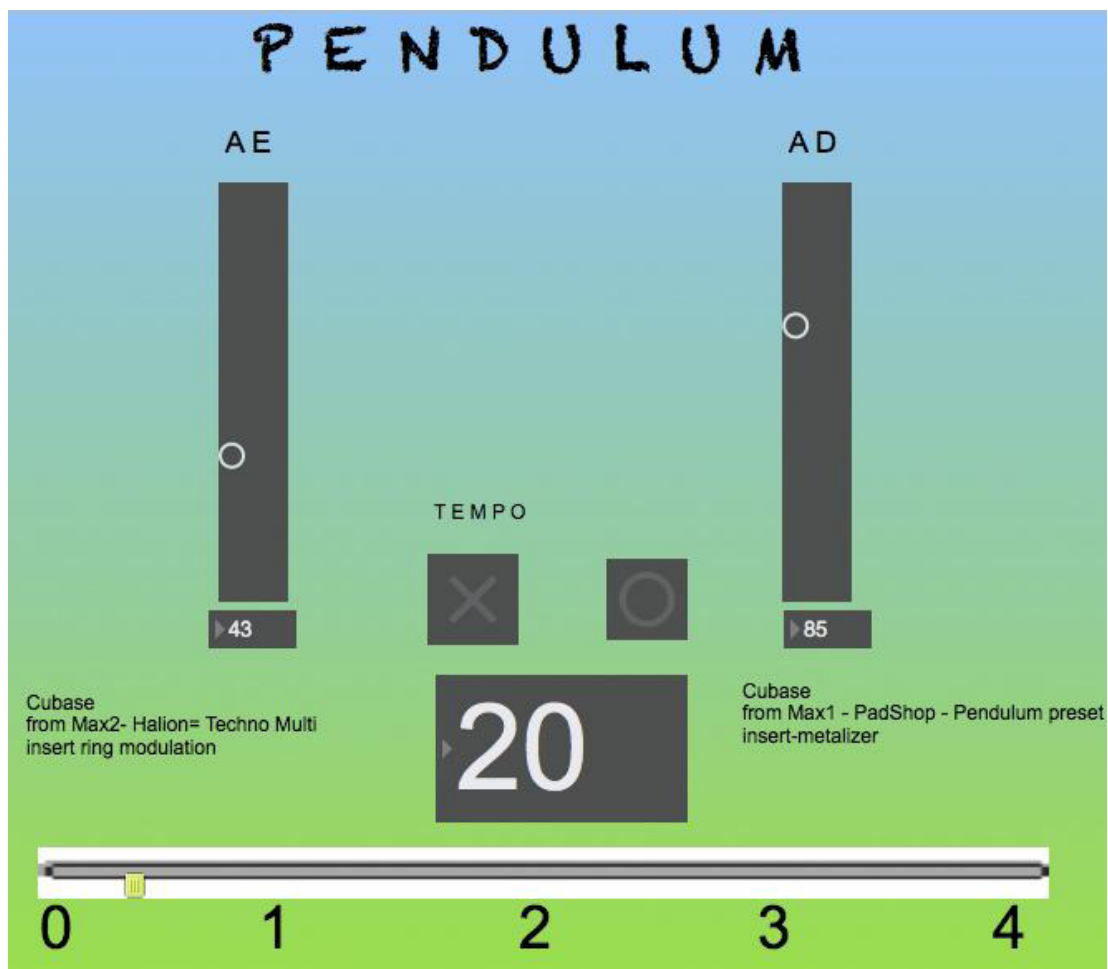 PENDULUM
AE
AD
TEMPO
43
85
20
Cubase
from Max2- Halion= Techno Multi
insert ring modulation
Cubase
from Max1 - PadShop - Pendulum preset
insert-metalizer
0 1 2 3 4